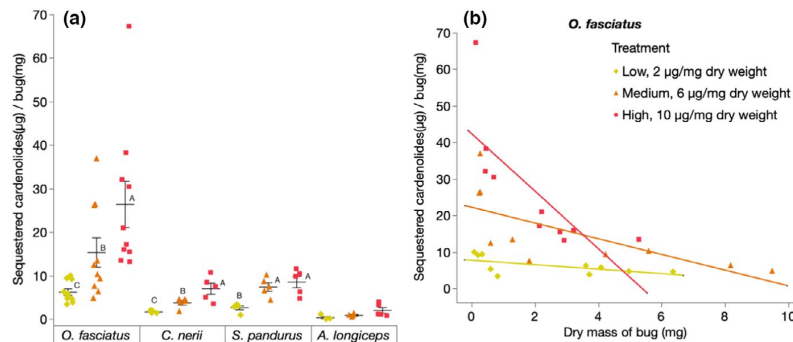 (a)
Sequestered cardenolides(µg) / bug(mg)
70
60
50
40
30
20
10
0
C
B
A
C
B
A
B
A
A
O. fasciatus
C. nerii
S. pandurus
A. longiceps
(b)
O. fasciatus
Treatment
Low, 2 µg/mg dry weight
Medium, 6 µg/mg dry weight
High, 10 µg/mg dry weight
Sequestered cardenolides (µg) / bug (mg)
70
60
50
40
30
20
10
0
0 2 4 6 8 10
Dry mass of bug (mg)